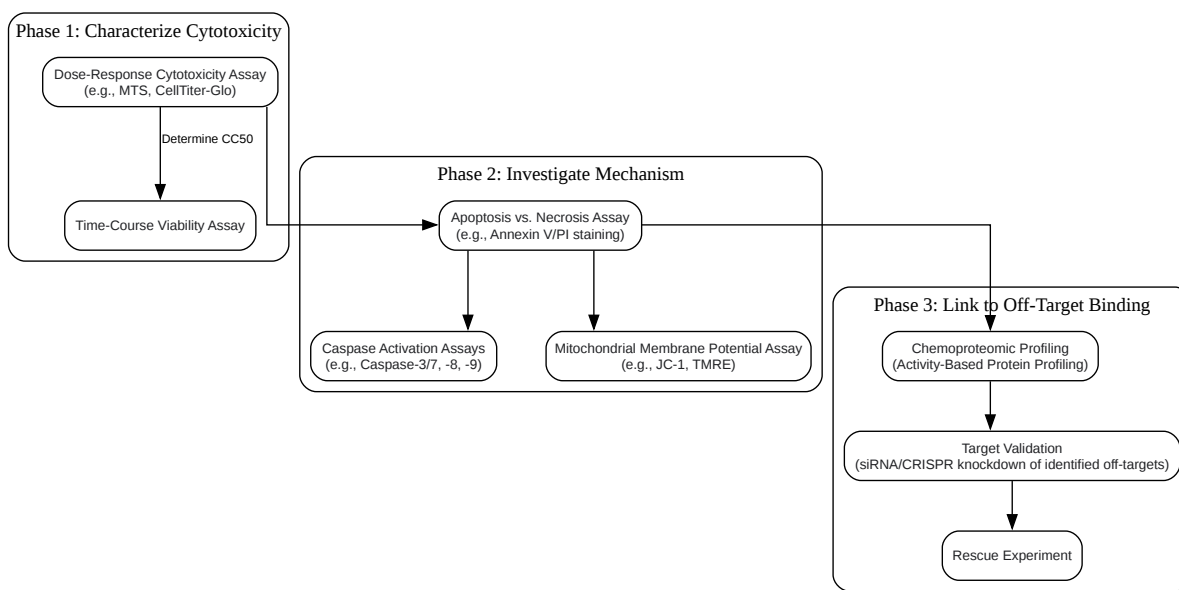 Phase 1: Characterize Cytotoxicity
Dose-Response Cytotoxicity Assay
(e.g., MTS, CellTiter-Glo)
Determine CC50
Time-Course Viability Assay
Phase 2: Investigate Mechanism
Apoptosis vs. Necrosis Assay
(e.g., Annexin V/PI staining)
Caspase Activation Assays
(e.g., Caspase-3/7, -8, -9)
Mitochondrial Membrane Potential Assay
(e.g., JC-1, TMRE)
Phase 3: Link to Off-Target Binding
Chemoproteomic Profiling
(Activity-Based Protein Profiling)
Target Validation
(siRNA/CRISPR knockdown of identified off-targets)
Rescue Experiment